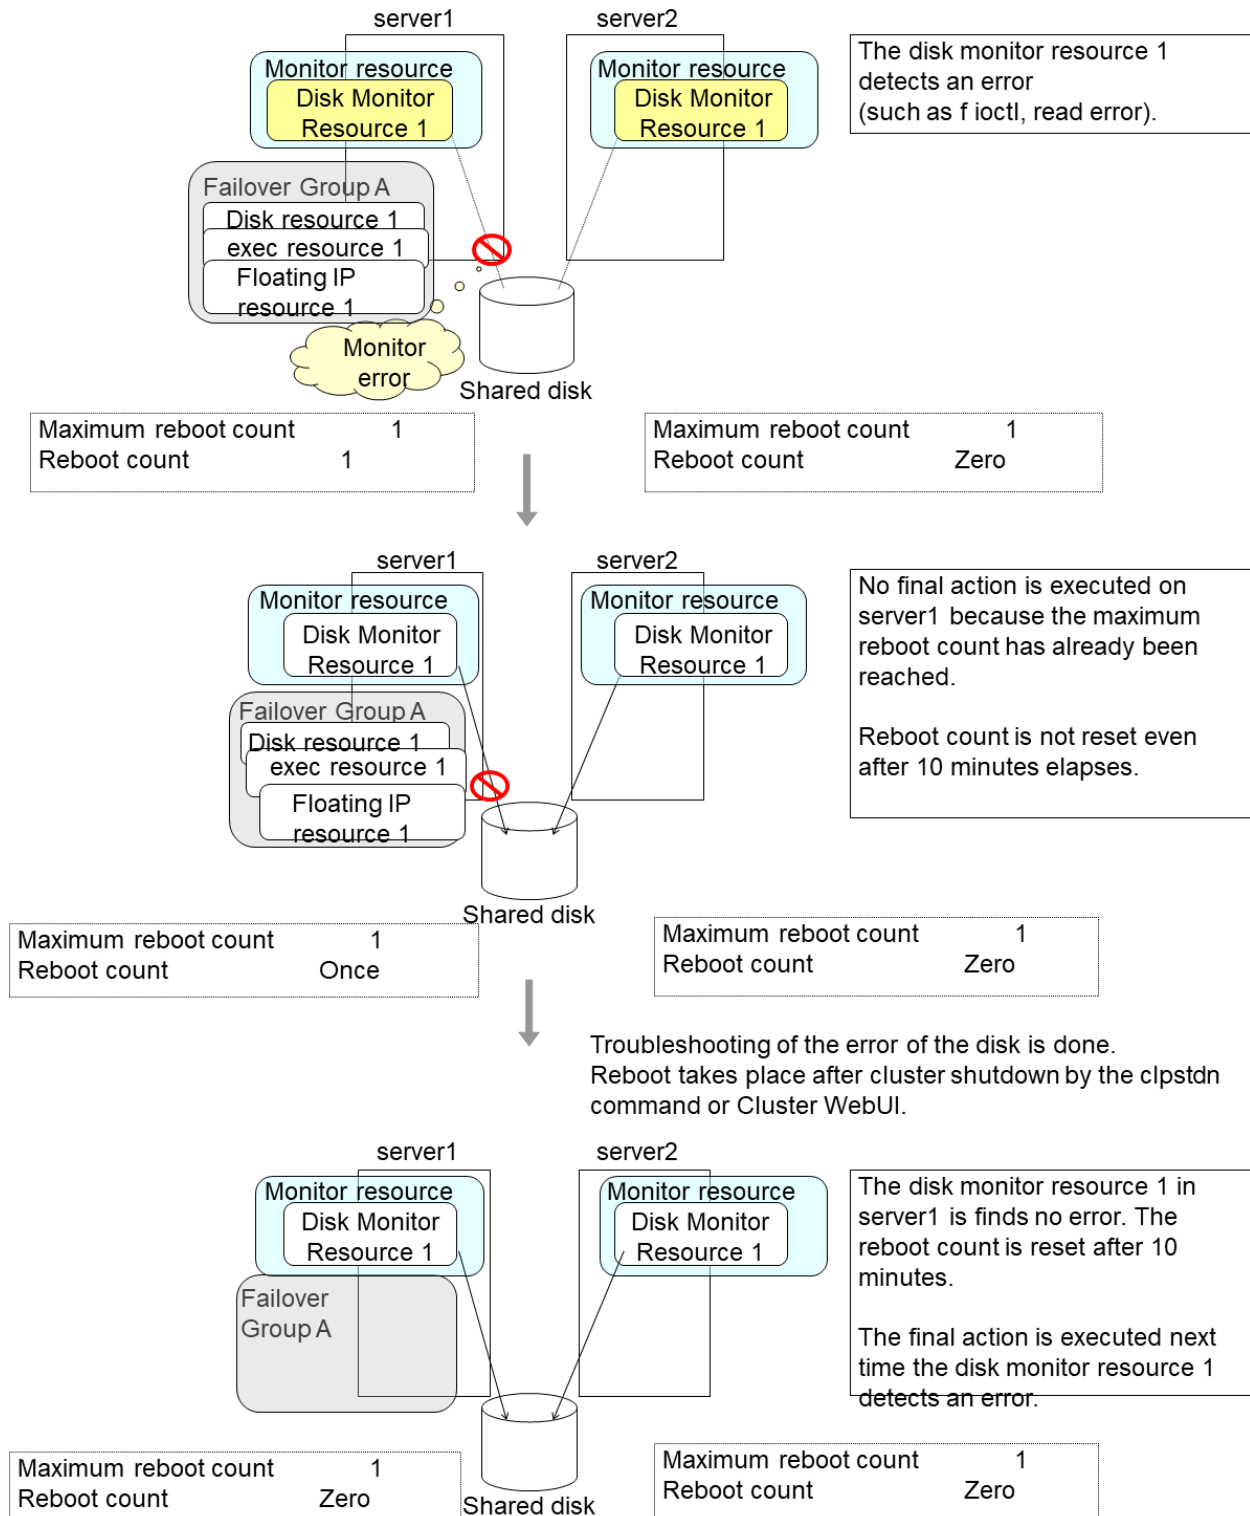 server1
server2
Monitor resource
Disk Monitor
Resource 1
Monitor resource
Disk Monitor
Resource 1
The disk monitor resource 1
detects an error
(such as f ioctl, read error).
Failover Group A
Disk resource 1
exec resource 1
Floating IP
resource 1
Monitor
error
Shared disk
Maximum reboot count 1
Reboot count 1
Maximum reboot count 1
Reboot count Zero
server1
server2
Monitor resource
Disk Monitor
Resource 1
Monitor resource
Disk Monitor
Resource 1
No final action is executed on
server1 because the maximum
reboot count has already been
reached.
Reboot count is not reset even
after 10 minutes elapses.
Failover Group A
Disk resource 1
exec resource 1
Floating IP
resource 1
Shared disk
Maximum reboot count 1
Reboot count Once
Maximum reboot count 1
Reboot count Zero
Troubleshooting of the error of the disk is done.
Reboot takes place after cluster shutdown by the clpstdn
command or Cluster WebUI.
server1
server2
Monitor resource
Disk Monitor
Resource 1
Monitor resource
Disk Monitor
Resource 1
The disk monitor resource 1 in
server1 is finds no error. The
reboot count is reset after 10
minutes.
The final action is executed next
time the disk monitor resource 1
detects an error.
Failover
Group A
Shared disk
Maximum reboot count 1
Reboot count Zero
Maximum reboot count 1
Reboot count Zero